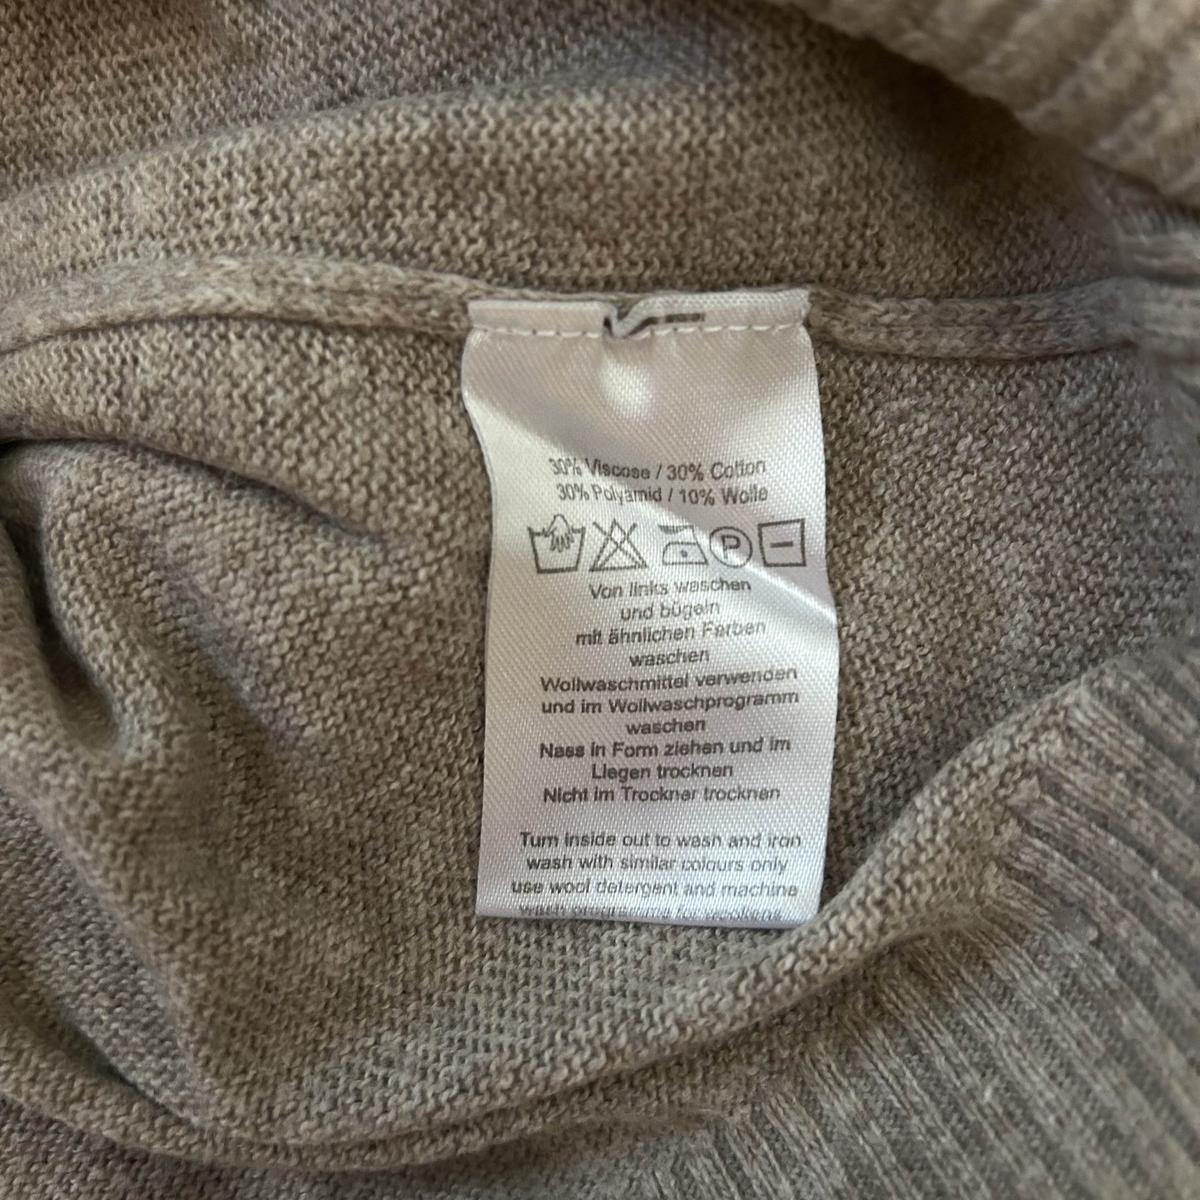 30% Viscose / 30% Cotton
30% Polyamid / 10% Wolle
P
Von links waschen
und bügeln
mit ähnlichen Farben
waschen
Wollwaschmittel verwenden
und im Wollwaschprogramm
waschen
Nass in Form ziehen und im
Liegen trocknen
Nicht im Trockner trocknen
Turn inside out to wash and iron
wash with similar colours only
use wool detergent and machine